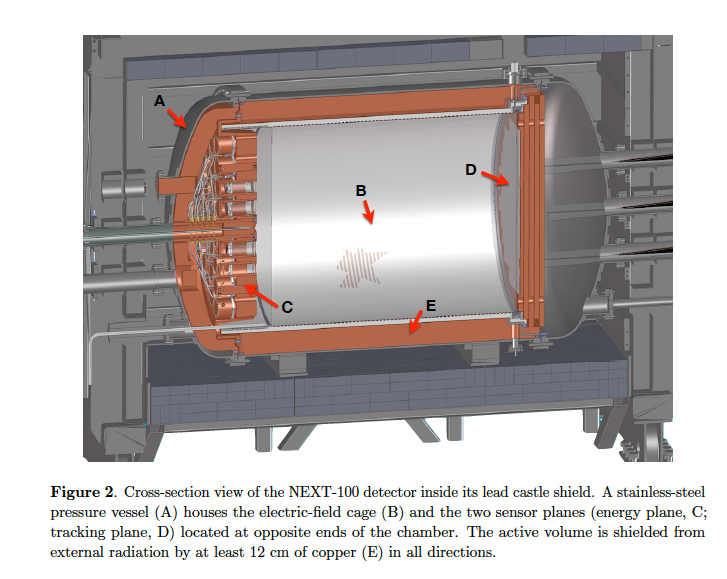 A
B
D
C
E
Figure 2. Cross-section view of the NEXT-100 detector inside its lead castle shield. A stainless-steel
pressure vessel (A) houses the electric-field cage (B) and the two sensor planes (energy plane, C;
tracking plane, D) located at opposite ends of the chamber. The active volume is shielded from
external radiation by at least 12 cm of copper (E) in all directions.